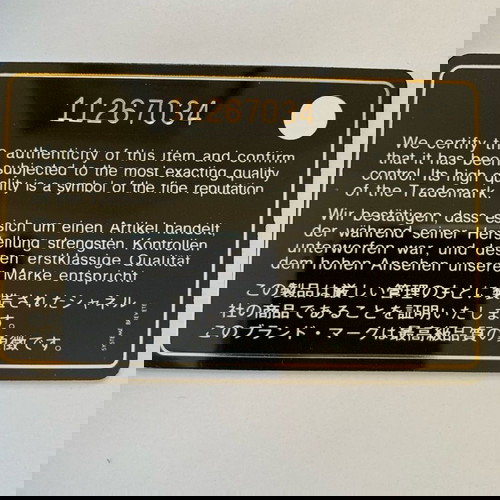 11267034
We certify the authenticity of this item and confirm
that it has been subjected to the most exacting quality
control. Its high quality is a symbol of the fine reputation
of the Trademark.
Wir bestätigen, dass es sich um einen Artikel handelt
der während seiner Herstellung strengsten Kontrollen
unterworfen war, und dessen erstklassige Qualität
dem hohen Ansehen unserer Marke entspricht.
この製品は厳しい管理のもとに製造されたシャネル
社の商品であることを証明いたします。
このブランド・マークは最高級品質の象徴です。